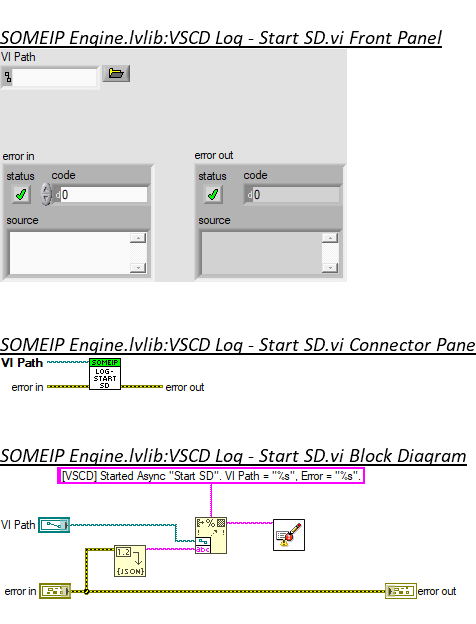 SOMEIP Engine.lvlib:VSCD Log - Start SD.vi Front Panel
VI Path
error in
error out
status code
status code
d 0
d 0
source
source
SOMEIP Engine.lvlib:VSCD Log - Start SD.vi Connector Pane
VI Path
SOMEIP
LOG-
START
SD
error in
error out
SOMEIP Engine.lvlib:VSCD Log - Start SD.vi Block Diagram
[VSCD] Started Async "Start SD". VI Path = "%s", Error = "%s".
VI Path
%
abc
1.2
{JSON}
error in
error out